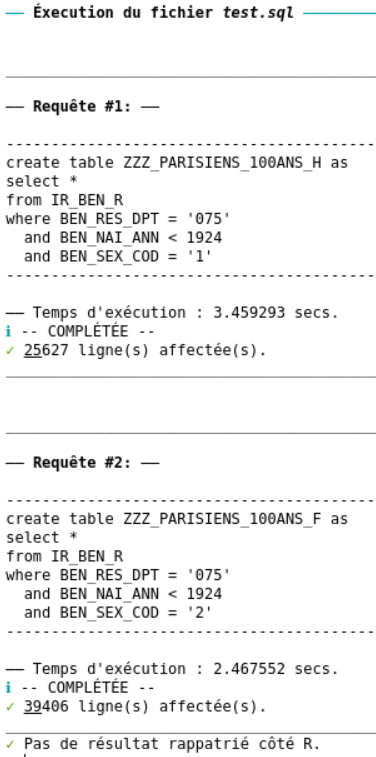 ── Éxecution du fichier test.sql ──────────
── Requête #1: ──
-----------------------------------------
create table ZZZ_PARISIENS_100ANS_H as
select *
from IR_BEN_R
where BEN_RES_DPT = '075'
  and BEN_NAI_ANN < 1924
  and BEN_SEX_COD = '1'
-----------------------------------------
── Temps d'exécution : 3.459293 secs.
ℹ -- COMPLÉTÉE --
✓ 25627 ligne(s) affectée(s).
── Requête #2: ──
-----------------------------------------
create table ZZZ_PARISIENS_100ANS_F as
select *
from IR_BEN_R
where BEN_RES_DPT = '075'
  and BEN_NAI_ANN < 1924
  and BEN_SEX_COD = '2'
-----------------------------------------
── Temps d'exécution : 2.467552 secs.
ℹ -- COMPLÉTÉE --
✓ 39406 ligne(s) affectée(s).
✓ Pas de résultat rappatrié côté R.